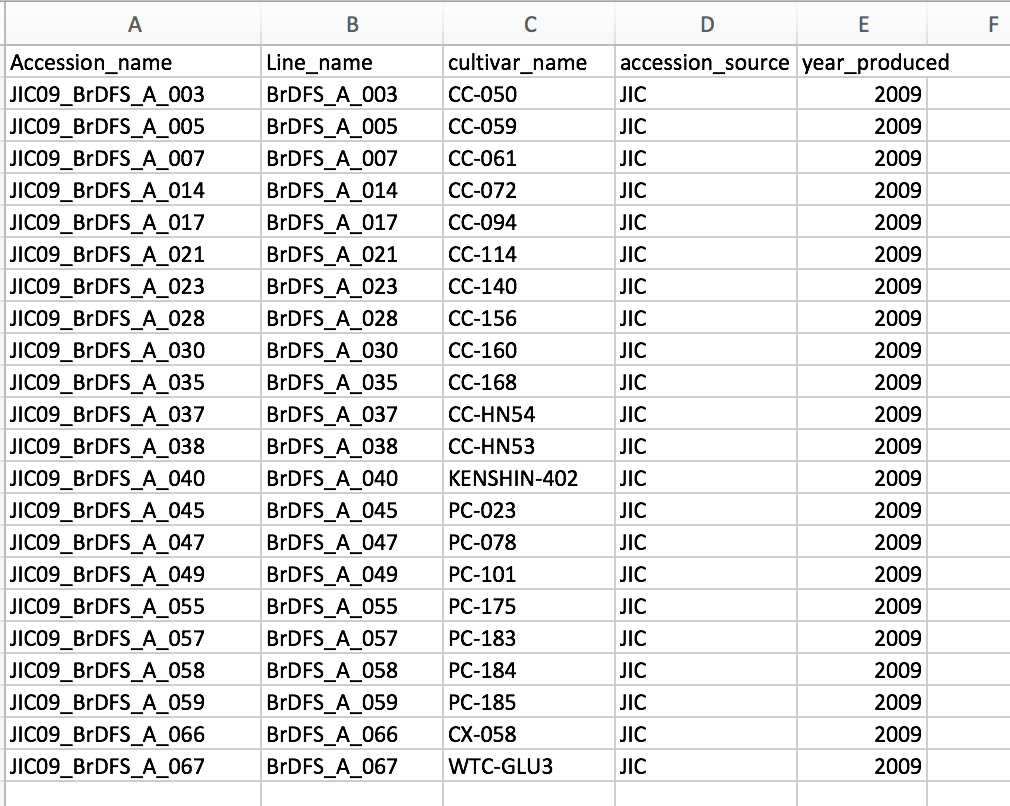 A B C D E F
Accession_name Line_name cultivar_name accession_source year_produced
JIC09_BrDFS_A_003 BrDFS_A_003 CC-050 JIC 2009
JIC09_BrDFS_A_005 BrDFS_A_005 CC-059 JIC 2009
JIC09_BrDFS_A_007 BrDFS_A_007 CC-061 JIC 2009
JIC09_BrDFS_A_014 BrDFS_A_014 CC-072 JIC 2009
JIC09_BrDFS_A_017 BrDFS_A_017 CC-094 JIC 2009
JIC09_BrDFS_A_021 BrDFS_A_021 CC-114 JIC 2009
JIC09_BrDFS_A_023 BrDFS_A_023 CC-140 JIC 2009
JIC09_BrDFS_A_028 BrDFS_A_028 CC-156 JIC 2009
JIC09_BrDFS_A_030 BrDFS_A_030 CC-160 JIC 2009
JIC09_BrDFS_A_035 BrDFS_A_035 CC-168 JIC 2009
JIC09_BrDFS_A_037 BrDFS_A_037 CC-HN54 JIC 2009
JIC09_BrDFS_A_038 BrDFS_A_038 CC-HN53 JIC 2009
JIC09_BrDFS_A_040 BrDFS_A_040 KENSHIN-402 JIC 2009
JIC09_BrDFS_A_045 BrDFS_A_045 PC-023 JIC 2009
JIC09_BrDFS_A_047 BrDFS_A_047 PC-078 JIC 2009
JIC09_BrDFS_A_049 BrDFS_A_049 PC-101 JIC 2009
JIC09_BrDFS_A_055 BrDFS_A_055 PC-175 JIC 2009
JIC09_BrDFS_A_057 BrDFS_A_057 PC-183 JIC 2009
JIC09_BrDFS_A_058 BrDFS_A_058 PC-184 JIC 2009
JIC09_BrDFS_A_059 BrDFS_A_059 PC-185 JIC 2009
JIC09_BrDFS_A_066 BrDFS_A_066 CX-058 JIC 2009
JIC09_BrDFS_A_067 BrDFS_A_067 WTC-GLU3 JIC 2009